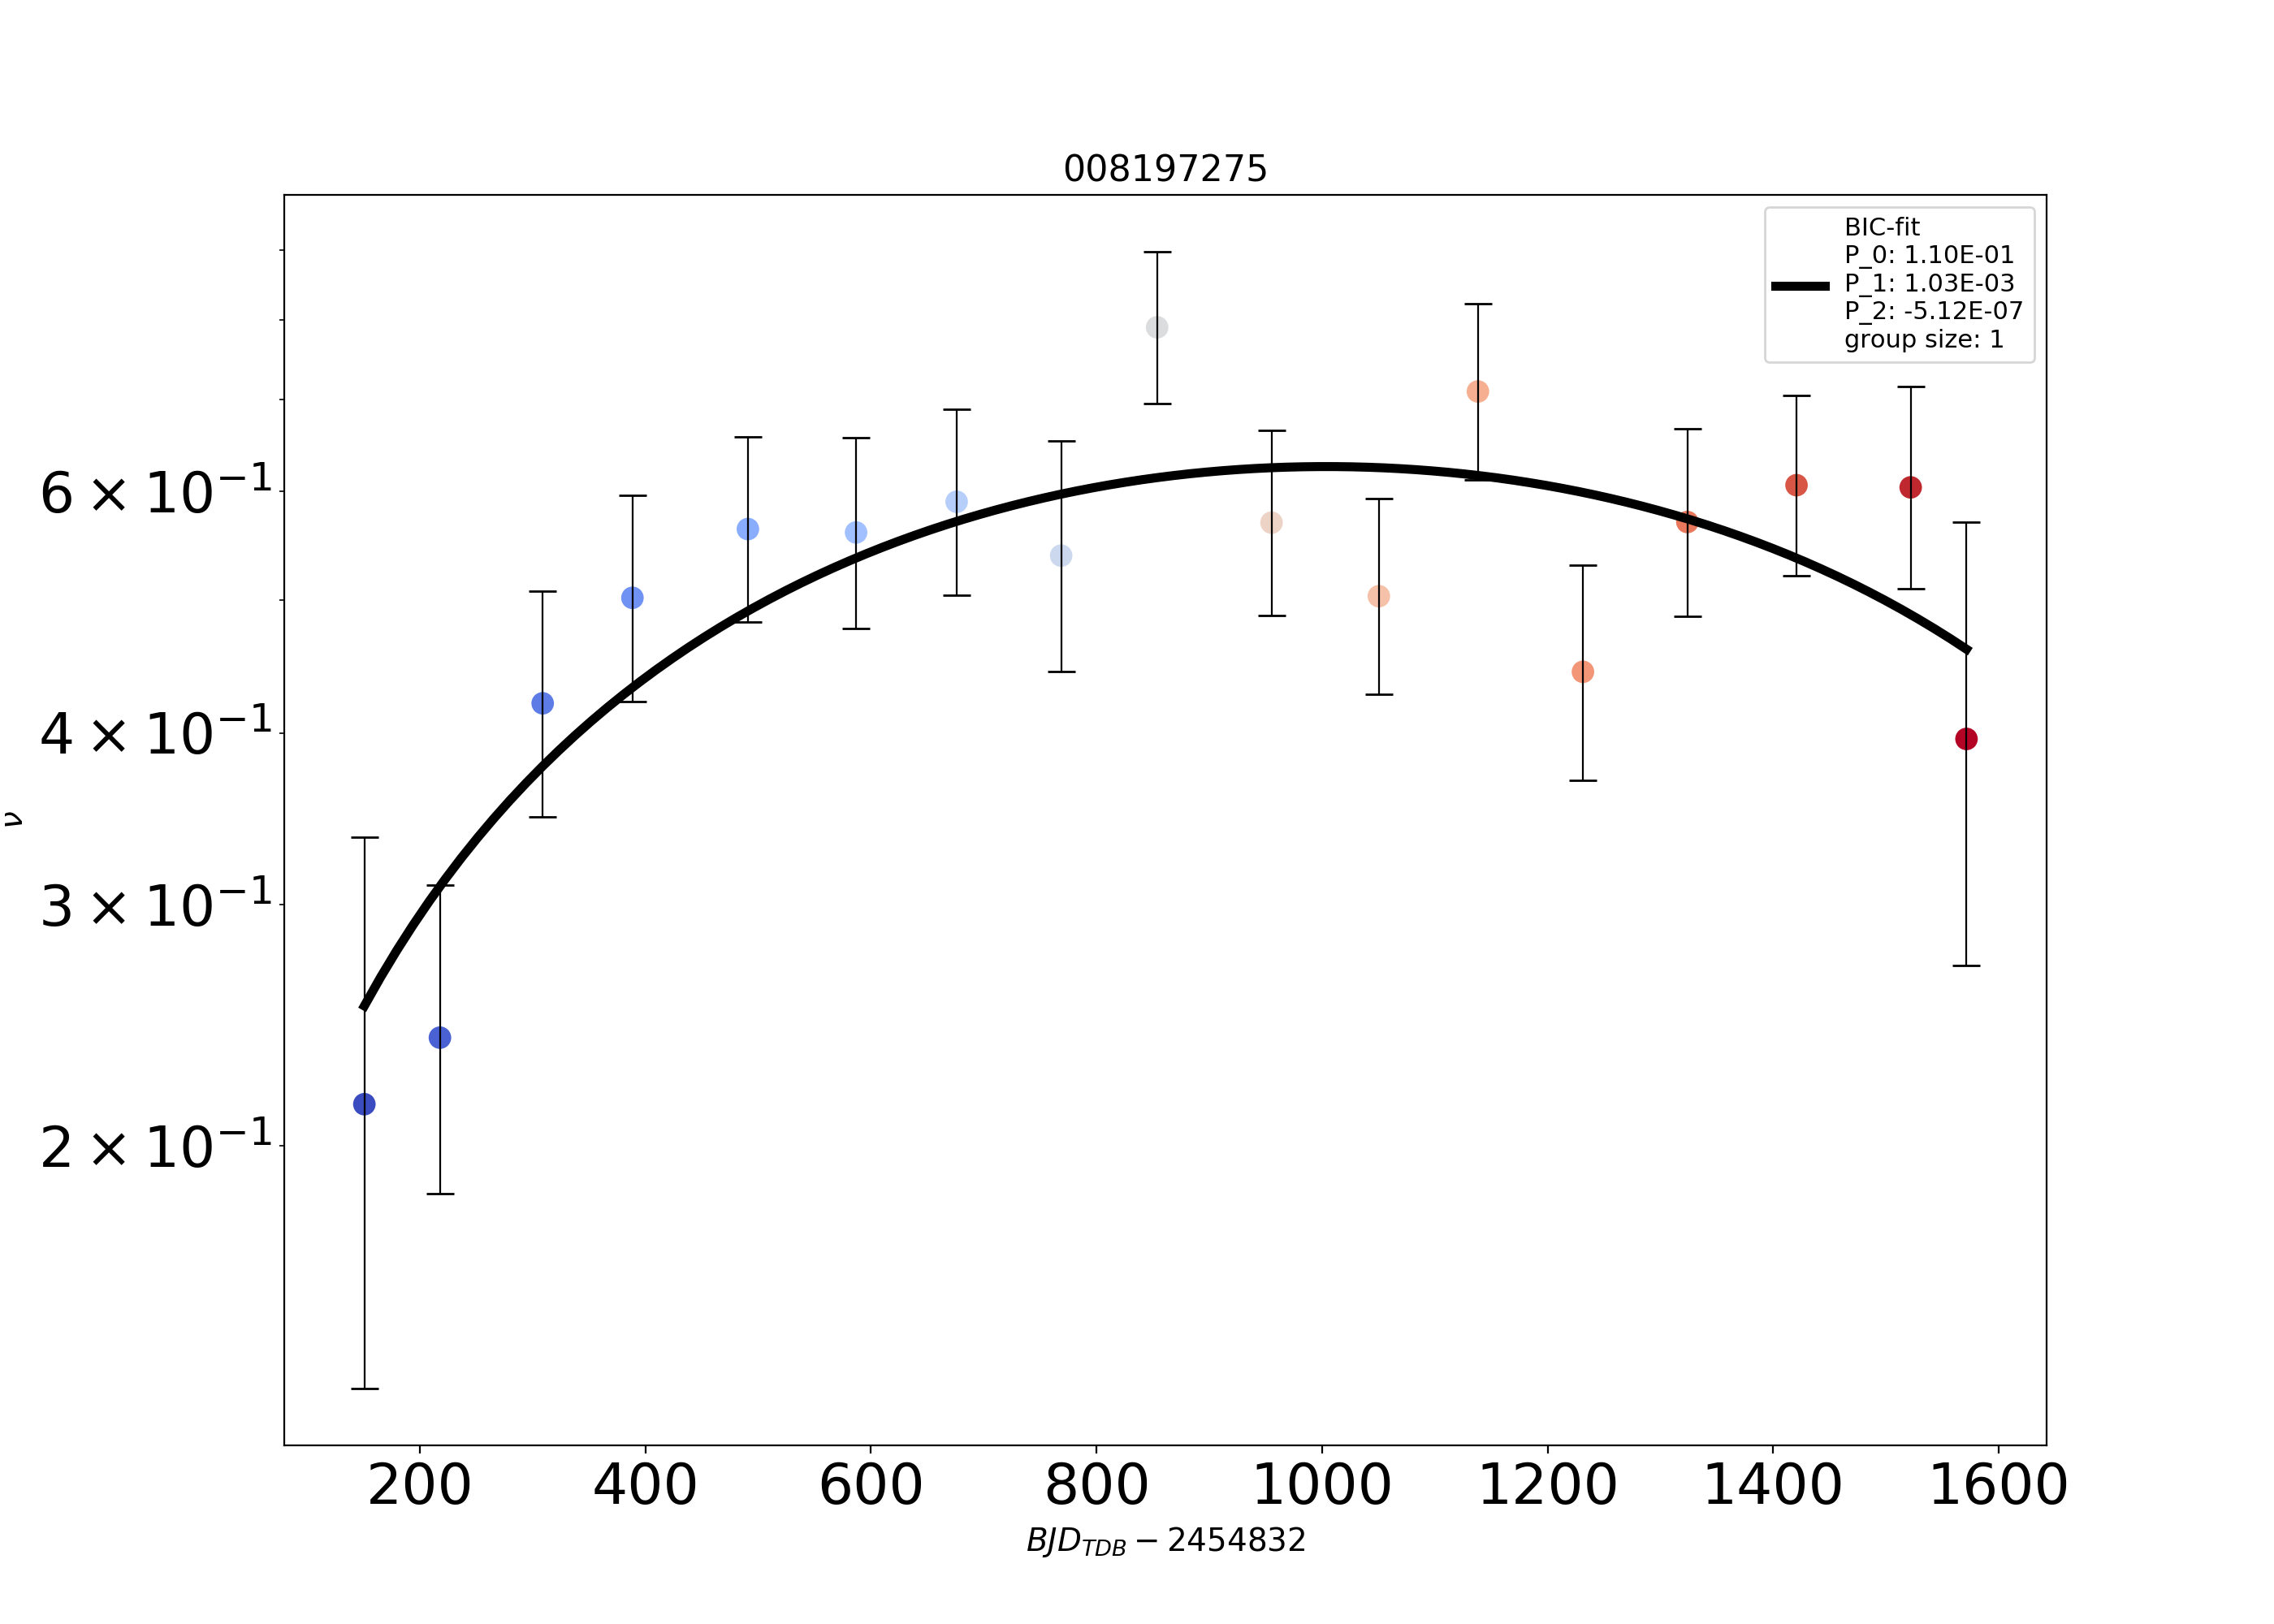 008197275
BIC-fit
P_0: 1.10E-01
P_1: 1.03E-03
P_2: -5.12E-07
group size: 1
6 × 10⁻¹
4 × 10⁻¹
3 × 10⁻¹
2 × 10⁻¹
ν
200 400 600 800 1000 1200 1400 1600
BJD_TDB − 2454832